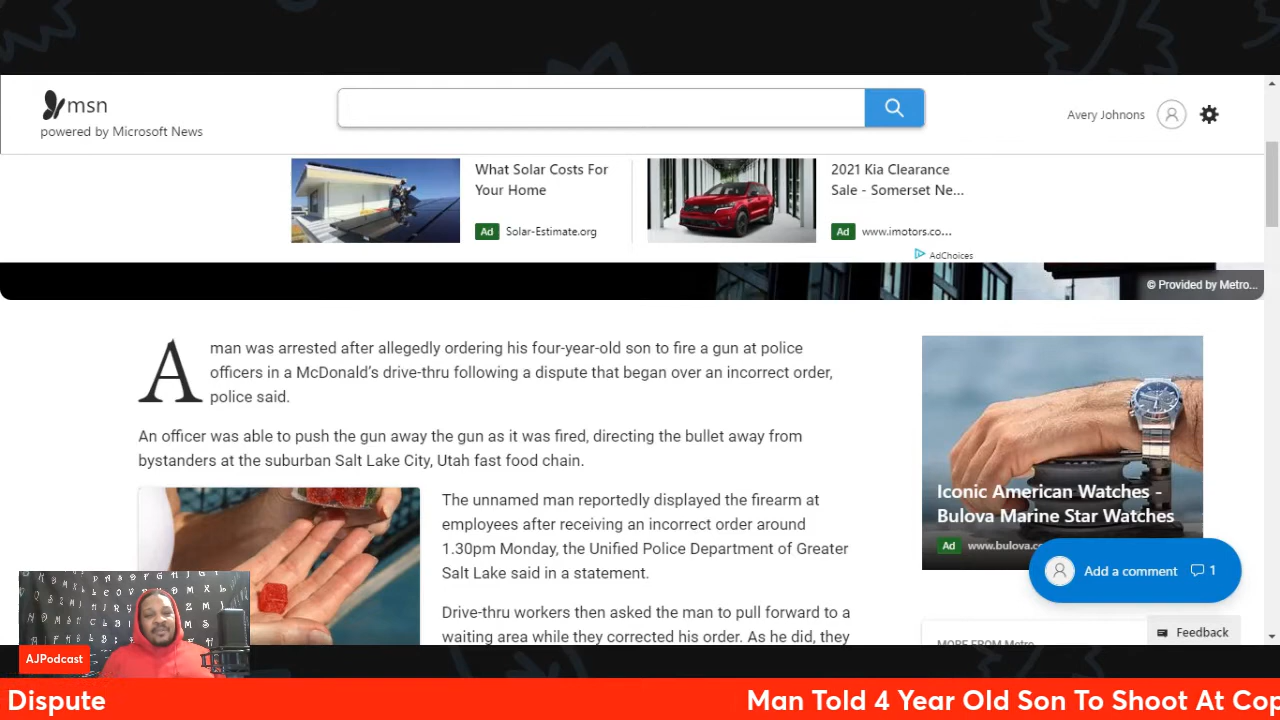 msn
powered by Microsoft News
Avery Johnons
What Solar Costs For
Your Home
Ad Solar-Estimate.org
2021 Kia Clearance
Sale - Somerset Ne...
Ad www.imotors.co...
AdChoices
© Provided by Metro...
A man was arrested after allegedly ordering his four-year-old son to fire a gun at police
officers in a McDonald’s drive-thru following a dispute that began over an incorrect order,
police said.
An officer was able to push the gun away the gun as it was fired, directing the bullet away from
bystanders at the suburban Salt Lake City, Utah fast food chain.
The unnamed man reportedly displayed the firearm at
employees after receiving an incorrect order around
1.30pm Monday, the Unified Police Department of Greater
Salt Lake said in a statement.
Drive-thru workers then asked the man to pull forward to a
waiting area while they corrected his order. As he did, they
Iconic American Watches -
Bulova Marine Star Watches
Ad www.bulova.c
Add a comment 1
MORE FROM Metro
Feedback
AJPodcast
Dispute
Man Told 4 Year Old Son To Shoot At Cop